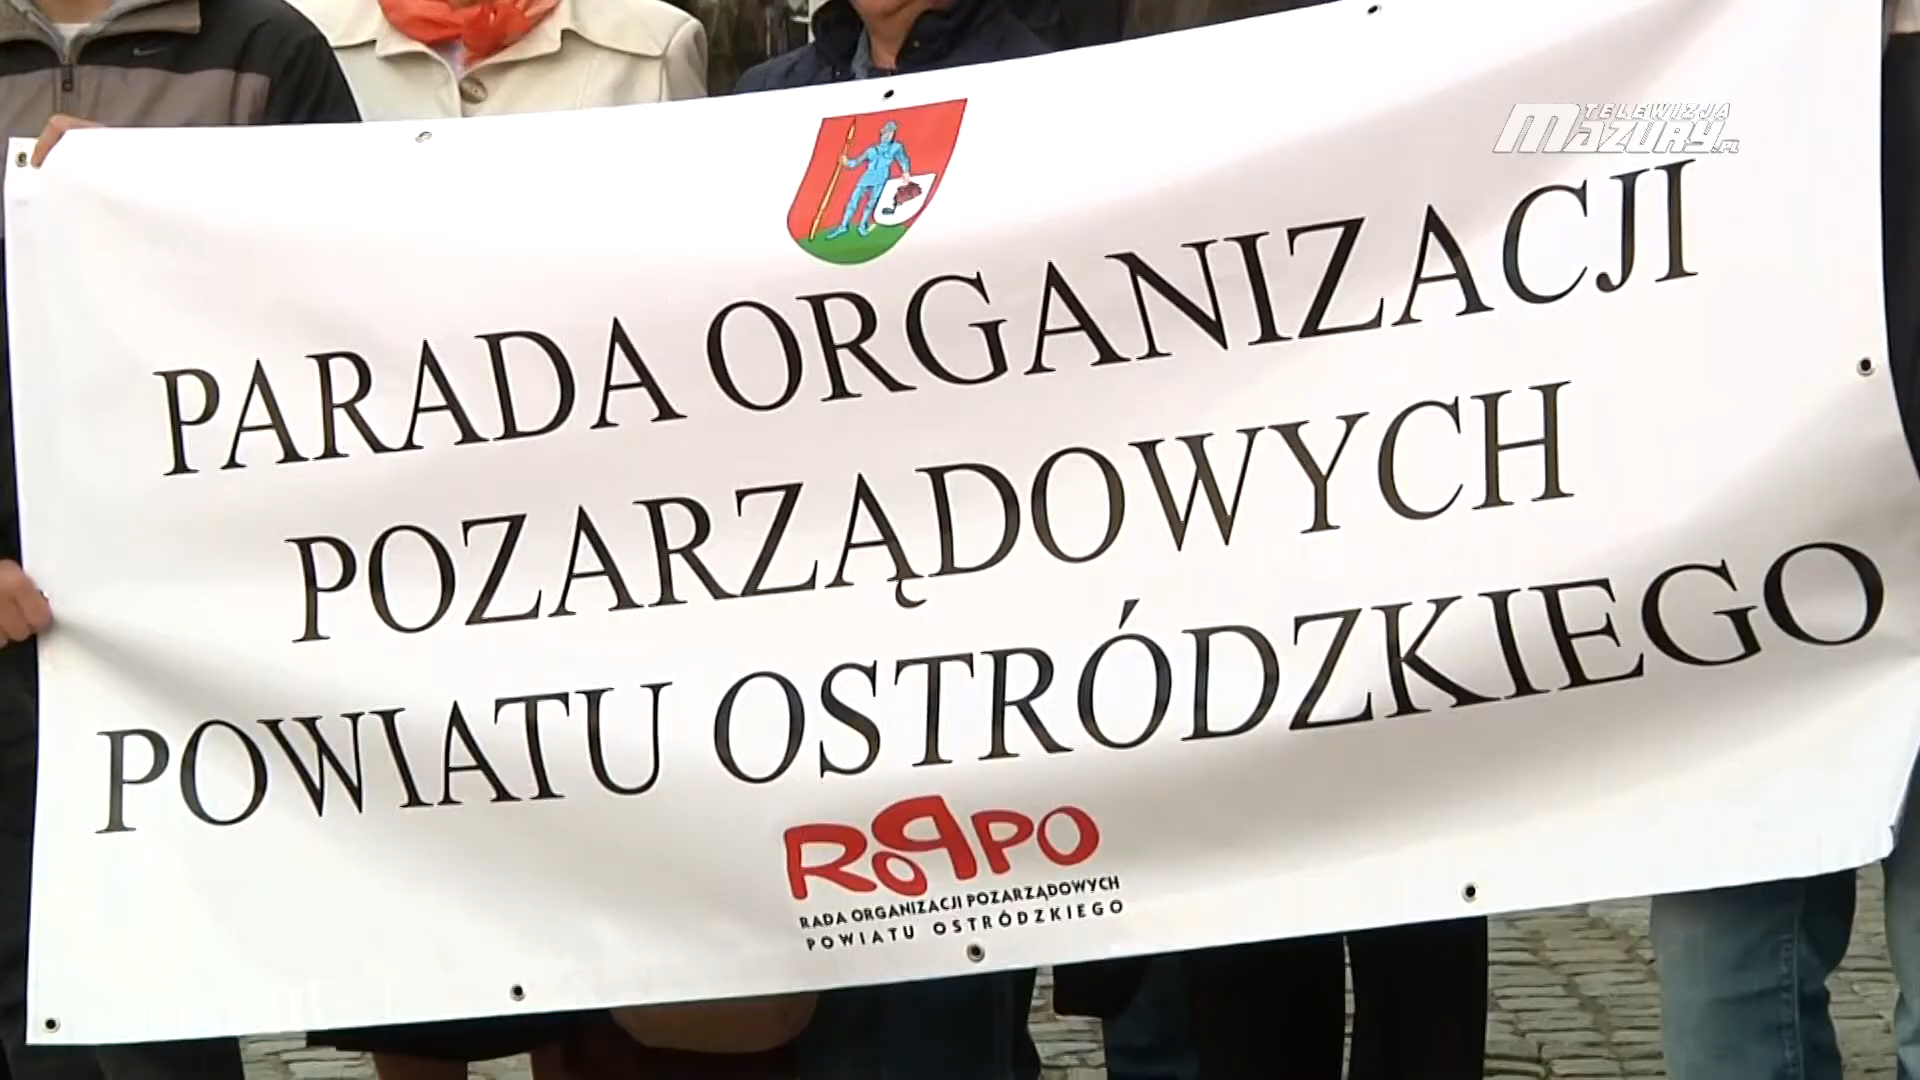 TELEWIZJA
MAZURY.PL
PARADA ORGANIZACJI
POZARZĄDOWYCH
POWIATU OSTRÓDZKIEGO
ROPPO
RADA ORGANIZACJI POZARZĄDOWYCH
POWIATU OSTRÓDZKIEGO